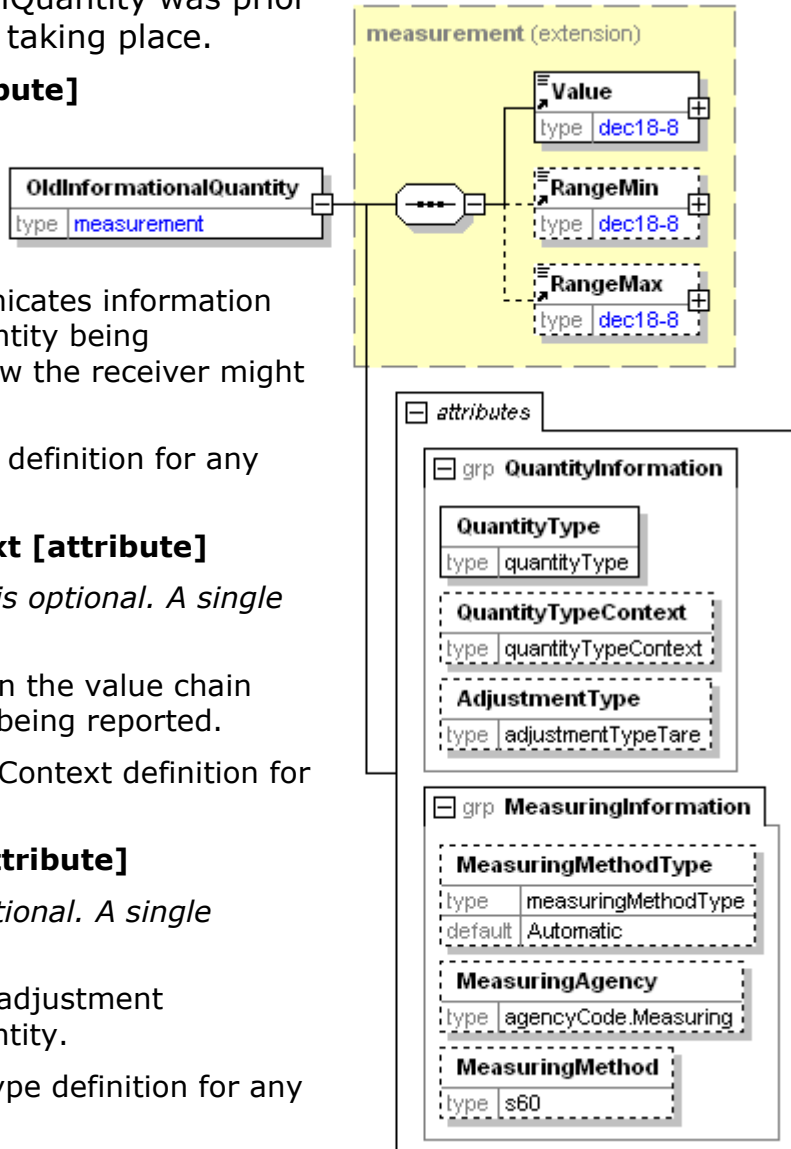 lQuantity was prior
taking place.
bute]
nicates information
ntity being
w the receiver might
definition for any
xt [attribute]
is optional. A single
n the value chain
being reported.
Context definition for
ttribute]
tional. A single
adjustment
ntity.
ype definition for any
OldInformationalQuantity
type measurement
measurement (extension)
Value
type dec18-8
RangeMin
type dec18-8
RangeMax
type dec18-8
attributes
grp QuantityInformation
QuantityType
type quantityType
QuantityTypeContext
type quantityTypeContext
AdjustmentType
type adjustmentTypeTare
grp MeasuringInformation
MeasuringMethodType
type measuringMethodType
default Automatic
MeasuringAgency
type agencyCode.Measuring
MeasuringMethod
type s60